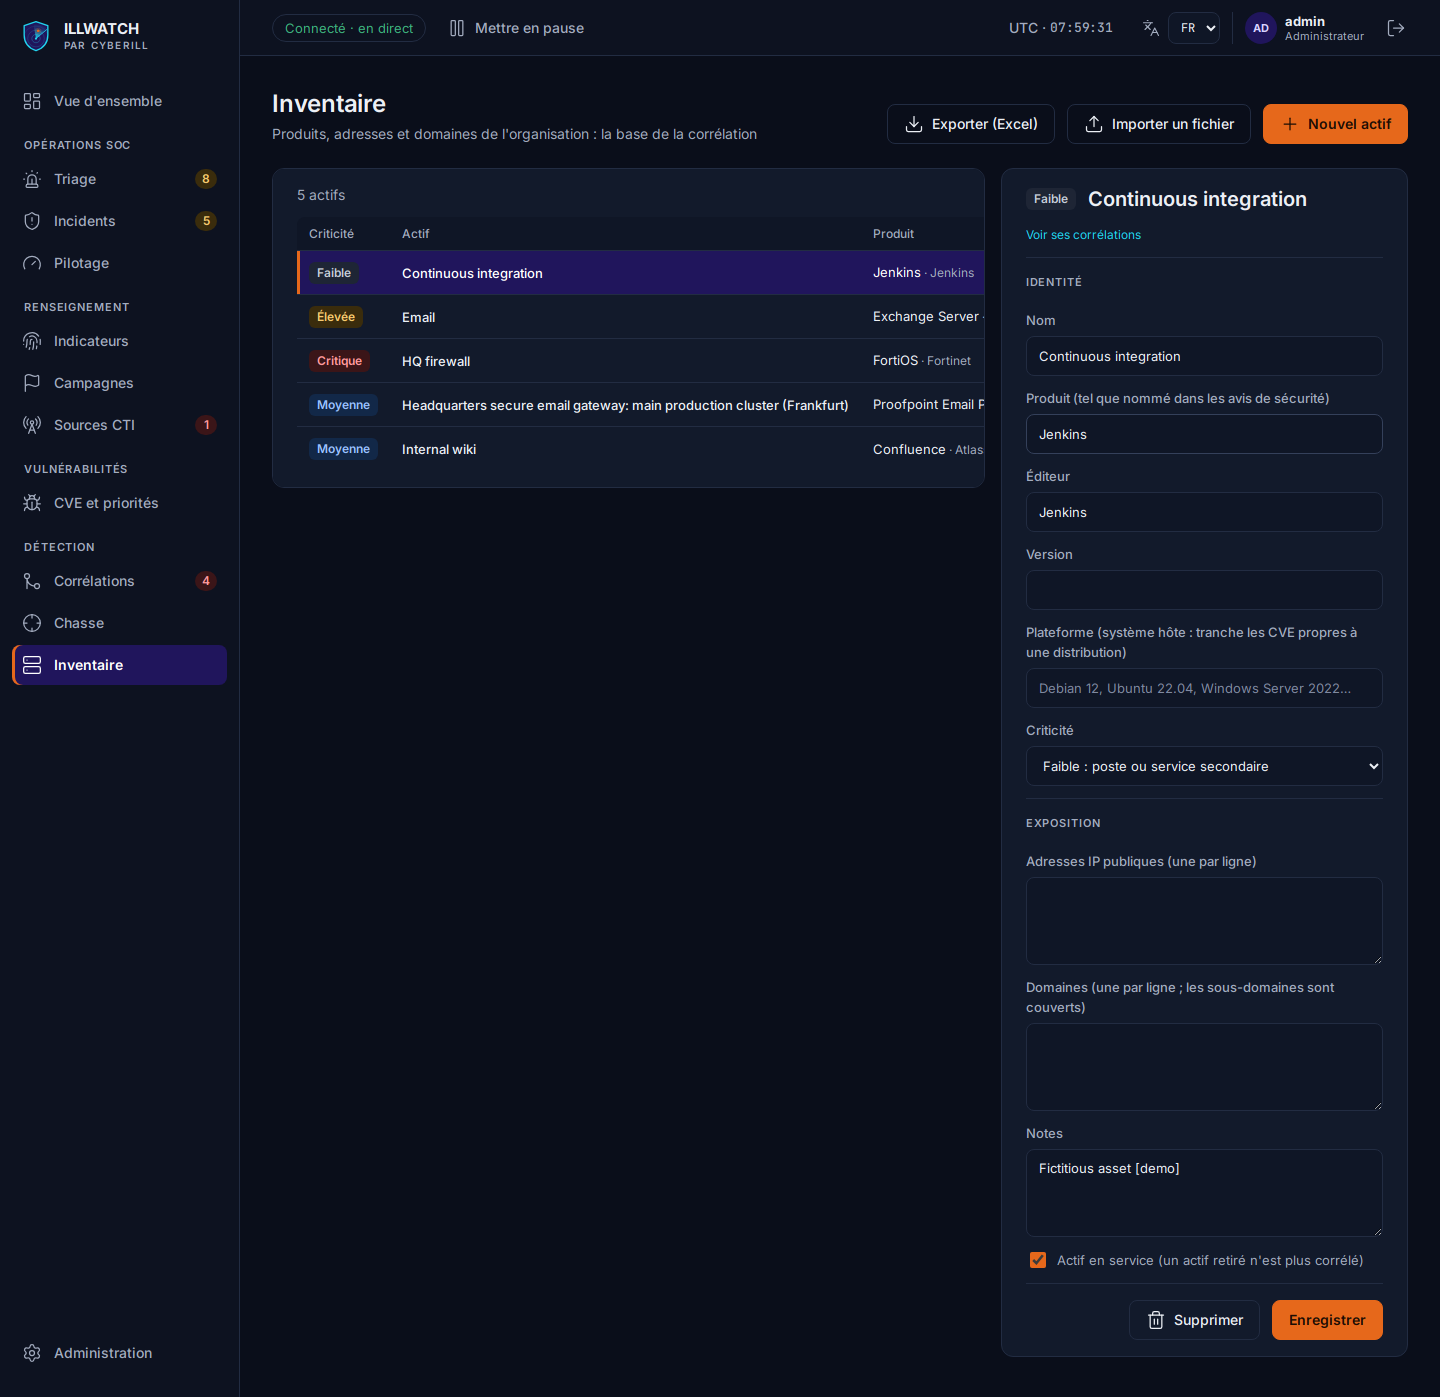 ILLWATCH
PAR CYBERILL
Connecté · en direct
Mettre en pause
UTC · 07:59:31
FR
AD
admin
Administrateur
Vue d'ensemble
OPÉRATIONS SOC
Triage
8
Incidents
5
Pilotage
RENSEIGNEMENT
Indicateurs
Campagnes
Sources CTI
1
VULNÉRABILITÉS
CVE et priorités
DÉTECTION
Corrélations
4
Chasse
Inventaire
Administration
Inventaire
Produits, adresses et domaines de l'organisation : la base de la corrélation
Exporter (Excel)
Importer un fichier
Nouvel actif
5 actifs
Criticité Actif Produit
Faible Continuous integration Jenkins · Jenkins
Élevée Email Exchange Server ·
Critique HQ firewall FortiOS · Fortinet
Moyenne Headquarters secure email gateway: main production cluster (Frankfurt) Proofpoint Email P
Moyenne Internal wiki Confluence · Atlas
Faible Continuous integration
Voir ses corrélations
IDENTITÉ
Nom
Continuous integration
Produit (tel que nommé dans les avis de sécurité)
Jenkins
Éditeur
Jenkins
Version
Plateforme (système hôte : tranche les CVE propres à
une distribution)
Debian 12, Ubuntu 22.04, Windows Server 2022…
Criticité
Faible : poste ou service secondaire
EXPOSITION
Adresses IP publiques (une par ligne)
Domaines (une par ligne ; les sous-domaines sont
couverts)
Notes
Fictitious asset [demo]
Actif en service (un actif retiré n'est plus corrélé)
Supprimer
Enregistrer